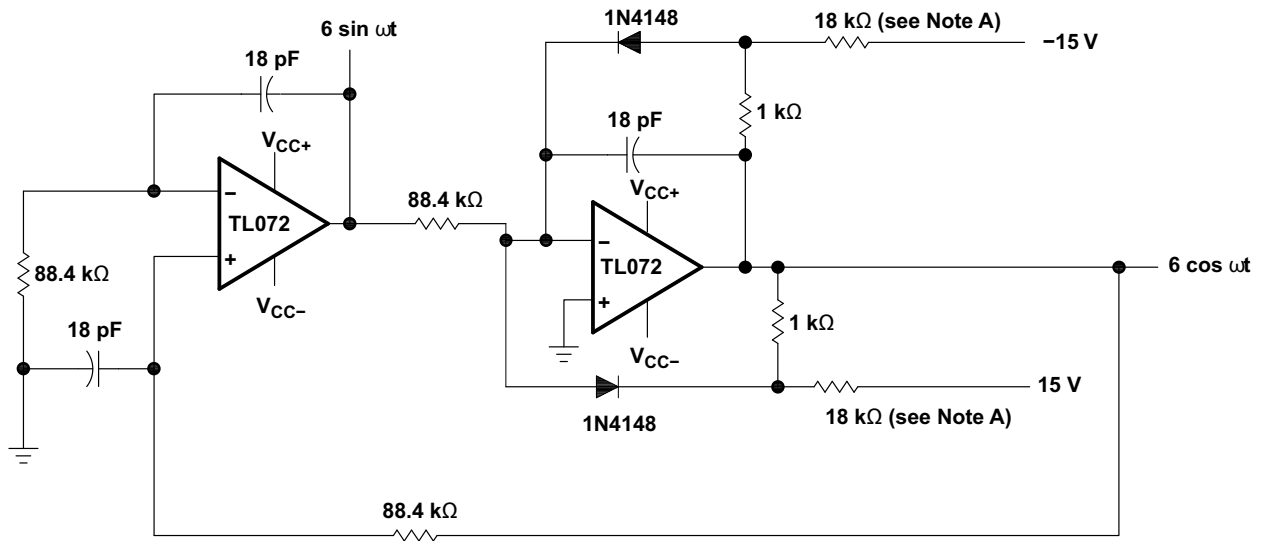 1N4148
18 kΩ (see Note A)
−15 V
6 sin ωt
18 pF
1 kΩ
18 pF
VCC+
VCC+
88.4 kΩ
−
TL072
+
−
TL072
+
6 cos ωt
88.4 kΩ
VCC−
18 pF
1 kΩ
VCC−
15 V
1N4148
18 kΩ (see Note A)
88.4 kΩ